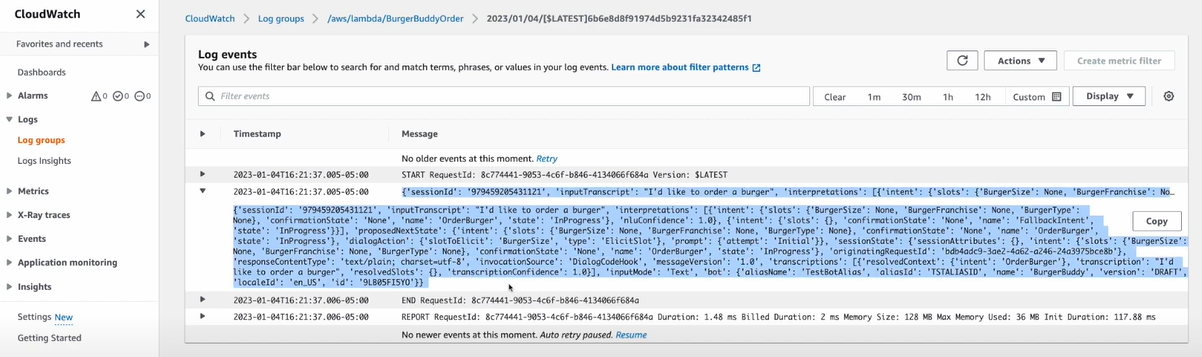 CloudWatch
CloudWatch > Log groups > /aws/lambda/BurgerBuddyOrder > 2023/01/04/[$LATEST]6b6e8d8f91974d5b9231fa32342485f1
Favorites and recents
Dashboards
Alarms 0 0 0
Logs
Log groups
Logs Insights
Metrics
X-Ray traces
Events
Application monitoring
Insights
Settings New
Getting Started
Log events
You can use the filter bar below to search for and match terms, phrases, or values in your log events. Learn more about filter patterns
Actions
Create metric filter
Filter events
Clear 1m 30m 1h 12h Custom Display
Timestamp Message
No older events at this moment. Retry
2023-01-04T16:21:37.005-05:00 START RequestId: 8c774441-9053-4c6f-b846-4134066f684a Version: $LATEST
2023-01-04T16:21:37.005-05:00 {'sessionId': '979459205431121', 'inputTranscript': "I'd like to order a burger", 'interpretations': [{'intent': {'slots': {'BurgerSize': None, 'BurgerFranchise': No…
{'sessionId': '979459205431121', 'inputTranscript': "I'd like to order a burger", 'interpretations': [{'intent': {'slots': {'BurgerSize': None, 'BurgerFranchise': None, 'BurgerType':
None}, 'confirmationState': 'None', 'name': 'OrderBurger', 'state': 'InProgress'}, 'nluConfidence': 1.0}, {'intent': {'slots': {}, 'confirmationState': 'None', 'name': 'FallbackIntent',
'state': 'InProgress'}}], 'proposedNextState': {'intent': {'slots': {'BurgerSize': None, 'BurgerFranchise': None, 'BurgerType': None}, 'confirmationState': 'None', 'name': 'OrderBurger',
'state': 'InProgress'}, 'dialogAction': {'slotToElicit': 'BurgerSize', 'type': 'ElicitSlot'}, 'prompt': {'attempt': 'Initial'}}, 'sessionState': {'sessionAttributes': {}, 'intent': {'slots': {'BurgerSize':
None, 'BurgerFranchise': None, 'BurgerType': None}, 'confirmationState': 'None', 'name': 'OrderBurger', 'state': 'InProgress'}, 'originatingRequestId': 'bdb4adc9-3ae2-4a62-a246-24a3975bce8b'},
'responseContentType': 'text/plain; charset=utf-8', 'invocationSource': 'DialogCodeHook', 'messageVersion': '1.0', 'transcriptions': [{'resolvedContext': {'intent': 'OrderBurger'}, 'transcription': "I'd
like to order a burger", 'resolvedSlots': {}, 'transcriptionConfidence': 1.0}], 'inputMode': 'Text', 'bot': {'aliasName': 'TestBotAlias', 'aliasId': 'TSTALIASID', 'name': 'BurgerBuddy', 'version': 'DRAFT',
'localeId': 'en_US', 'id': '9LB05FI5YO'}}
Copy
2023-01-04T16:21:37.006-05:00 END RequestId: 8c774441-9053-4c6f-b846-4134066f684a
2023-01-04T16:21:37.006-05:00 REPORT RequestId: 8c774441-9053-4c6f-b846-4134066f684a Duration: 1.48 ms Billed Duration: 2 ms Memory Size: 128 MB Max Memory Used: 36 MB Init Duration: 117.88 ms
No newer events at this moment. Auto retry paused. Resume